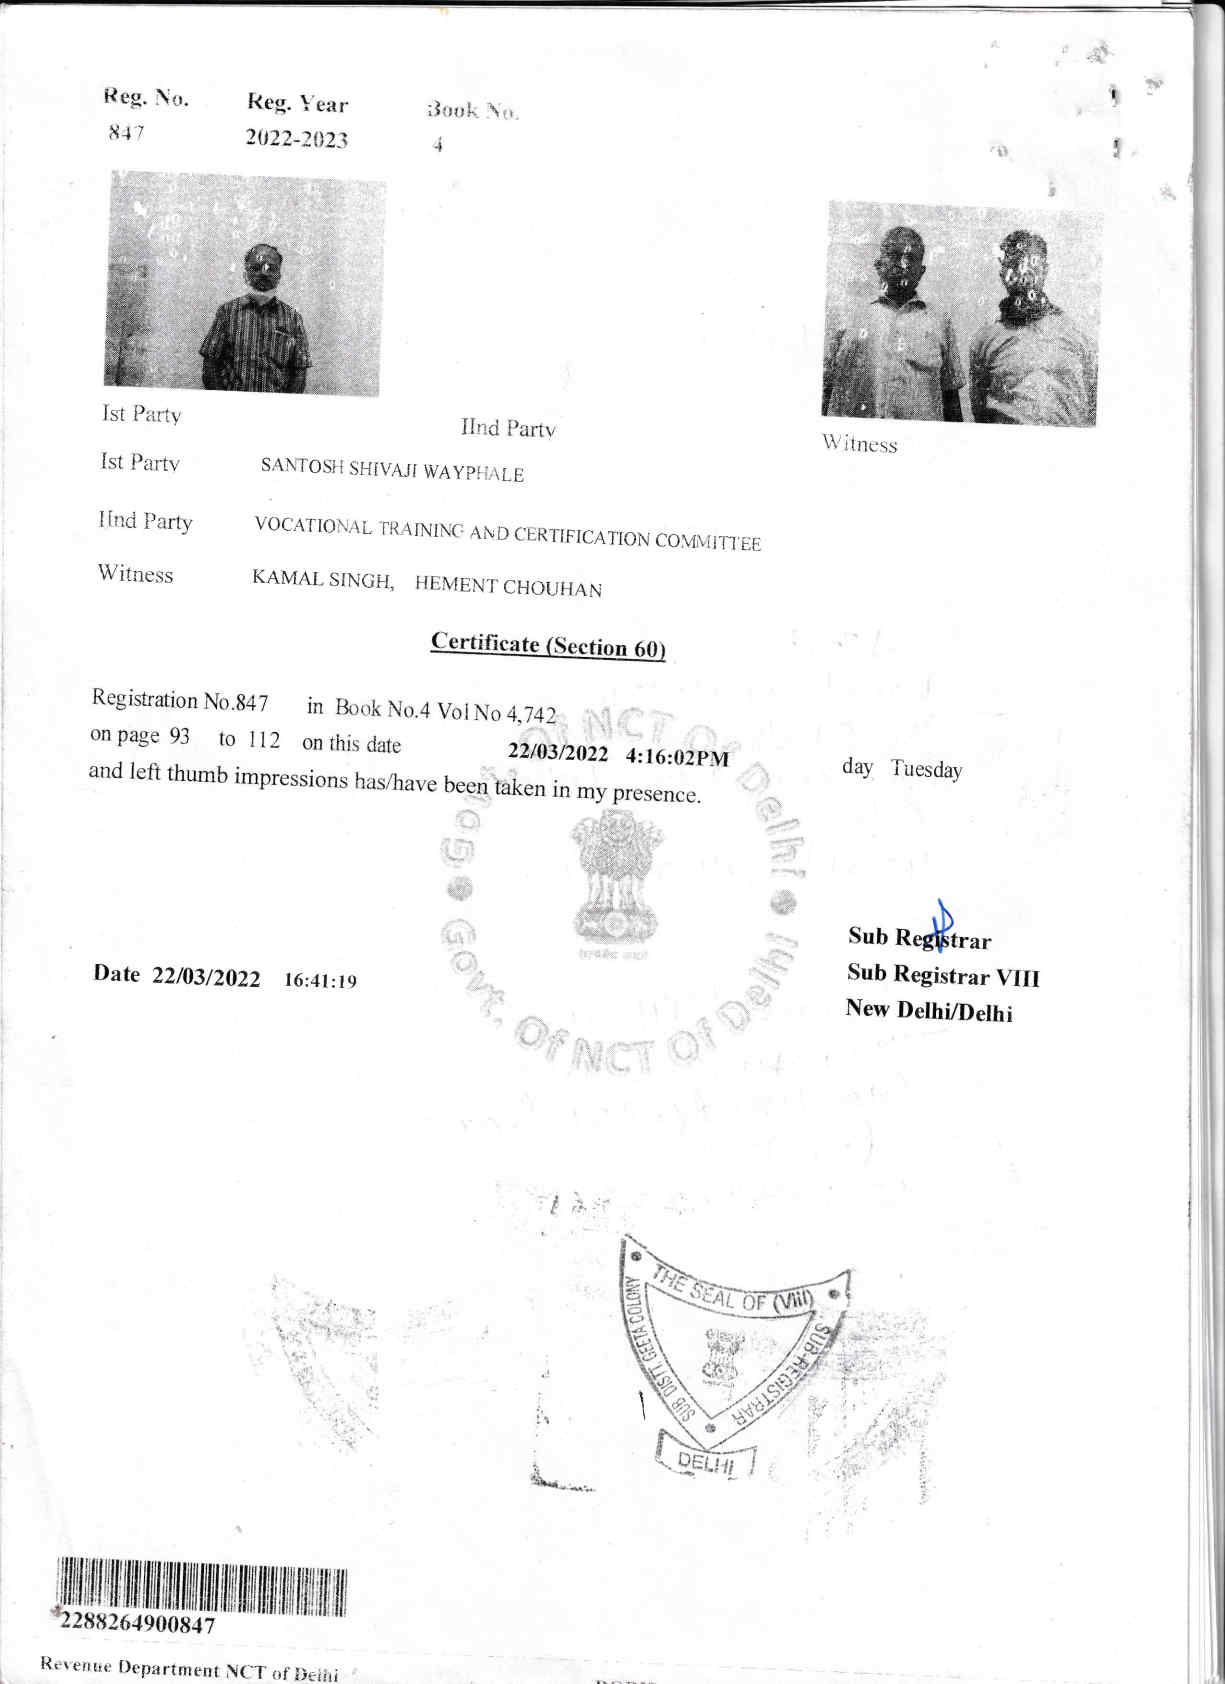 Reg. No. Reg. Year Book No.
847 2022-2023 4
Ist Party IInd Party Witness
Ist Party SANTOSH SHIVAJI WAYPHALE
IInd Party VOCATIONAL TRAINING AND CERTIFICATION COMMITTEE
Witness KAMAL SINGH, HEMENT CHOUHAN
Certificate (Section 60)
Registration No.847 in Book No.4 Vol No 4,742
on page 93 to 112 on this date 22/03/2022 4:16:02PM day Tuesday
and left thumb impressions has/have been taken in my presence.
Govt. Of NCT Of Delhi
Govt. Of NCT Of Delhi
Sub Registrar
Date 22/03/2022 16:41:19
Sub Registrar VIII
New Delhi/Delhi
THE SEAL OF (VIII)
SUB-REGISTRAR
SUB DISTT GEETA COLONY
DELHI
2288264900847
Revenue Department NCT of Delhi